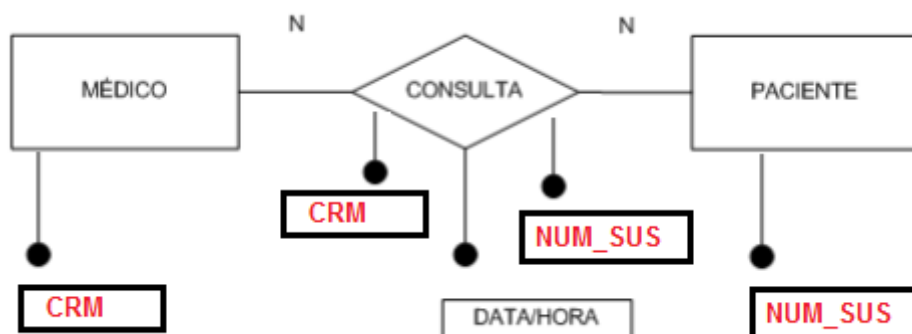 N
N
MÉDICO
CONSULTA
PACIENTE
CRM
NUM_SUS
CRM
DATA/HORA
NUM_SUS